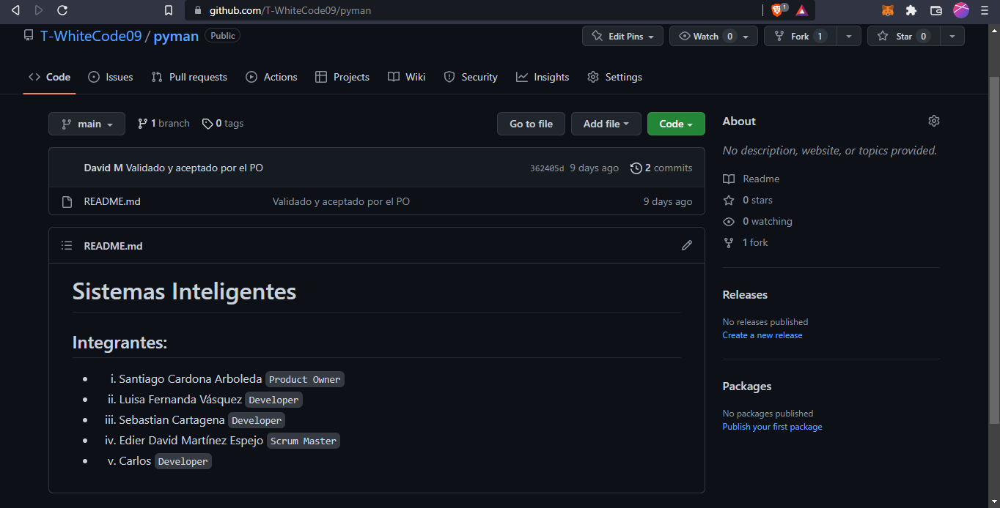 github.com/T-WhiteCode09/pyman 1
T-WhiteCode09 / pyman Public Edit Pins Watch 0 Fork 1 Star 0
<> Code Issues Pull requests Actions Projects Wiki Security Insights Settings
main 1 branch 0 tags Go to file Add file Code
David M Validado y aceptado por el PO 362405d 9 days ago 2 commits
README.md Validado y aceptado por el PO 9 days ago
README.md
Sistemas Inteligentes
Integrantes:
• i. Santiago Cardona Arboleda Product Owner
• ii. Luisa Fernanda Vásquez Developer
• iii. Sebastian Cartagena Developer
• iv. Edier David Martínez Espejo Scrum Master
• v. Carlos Developer
About
No description, website, or topics provided.
Readme
0 stars
0 watching
1 fork
Releases
No releases published
Create a new release
Packages
No packages published
Publish your first package